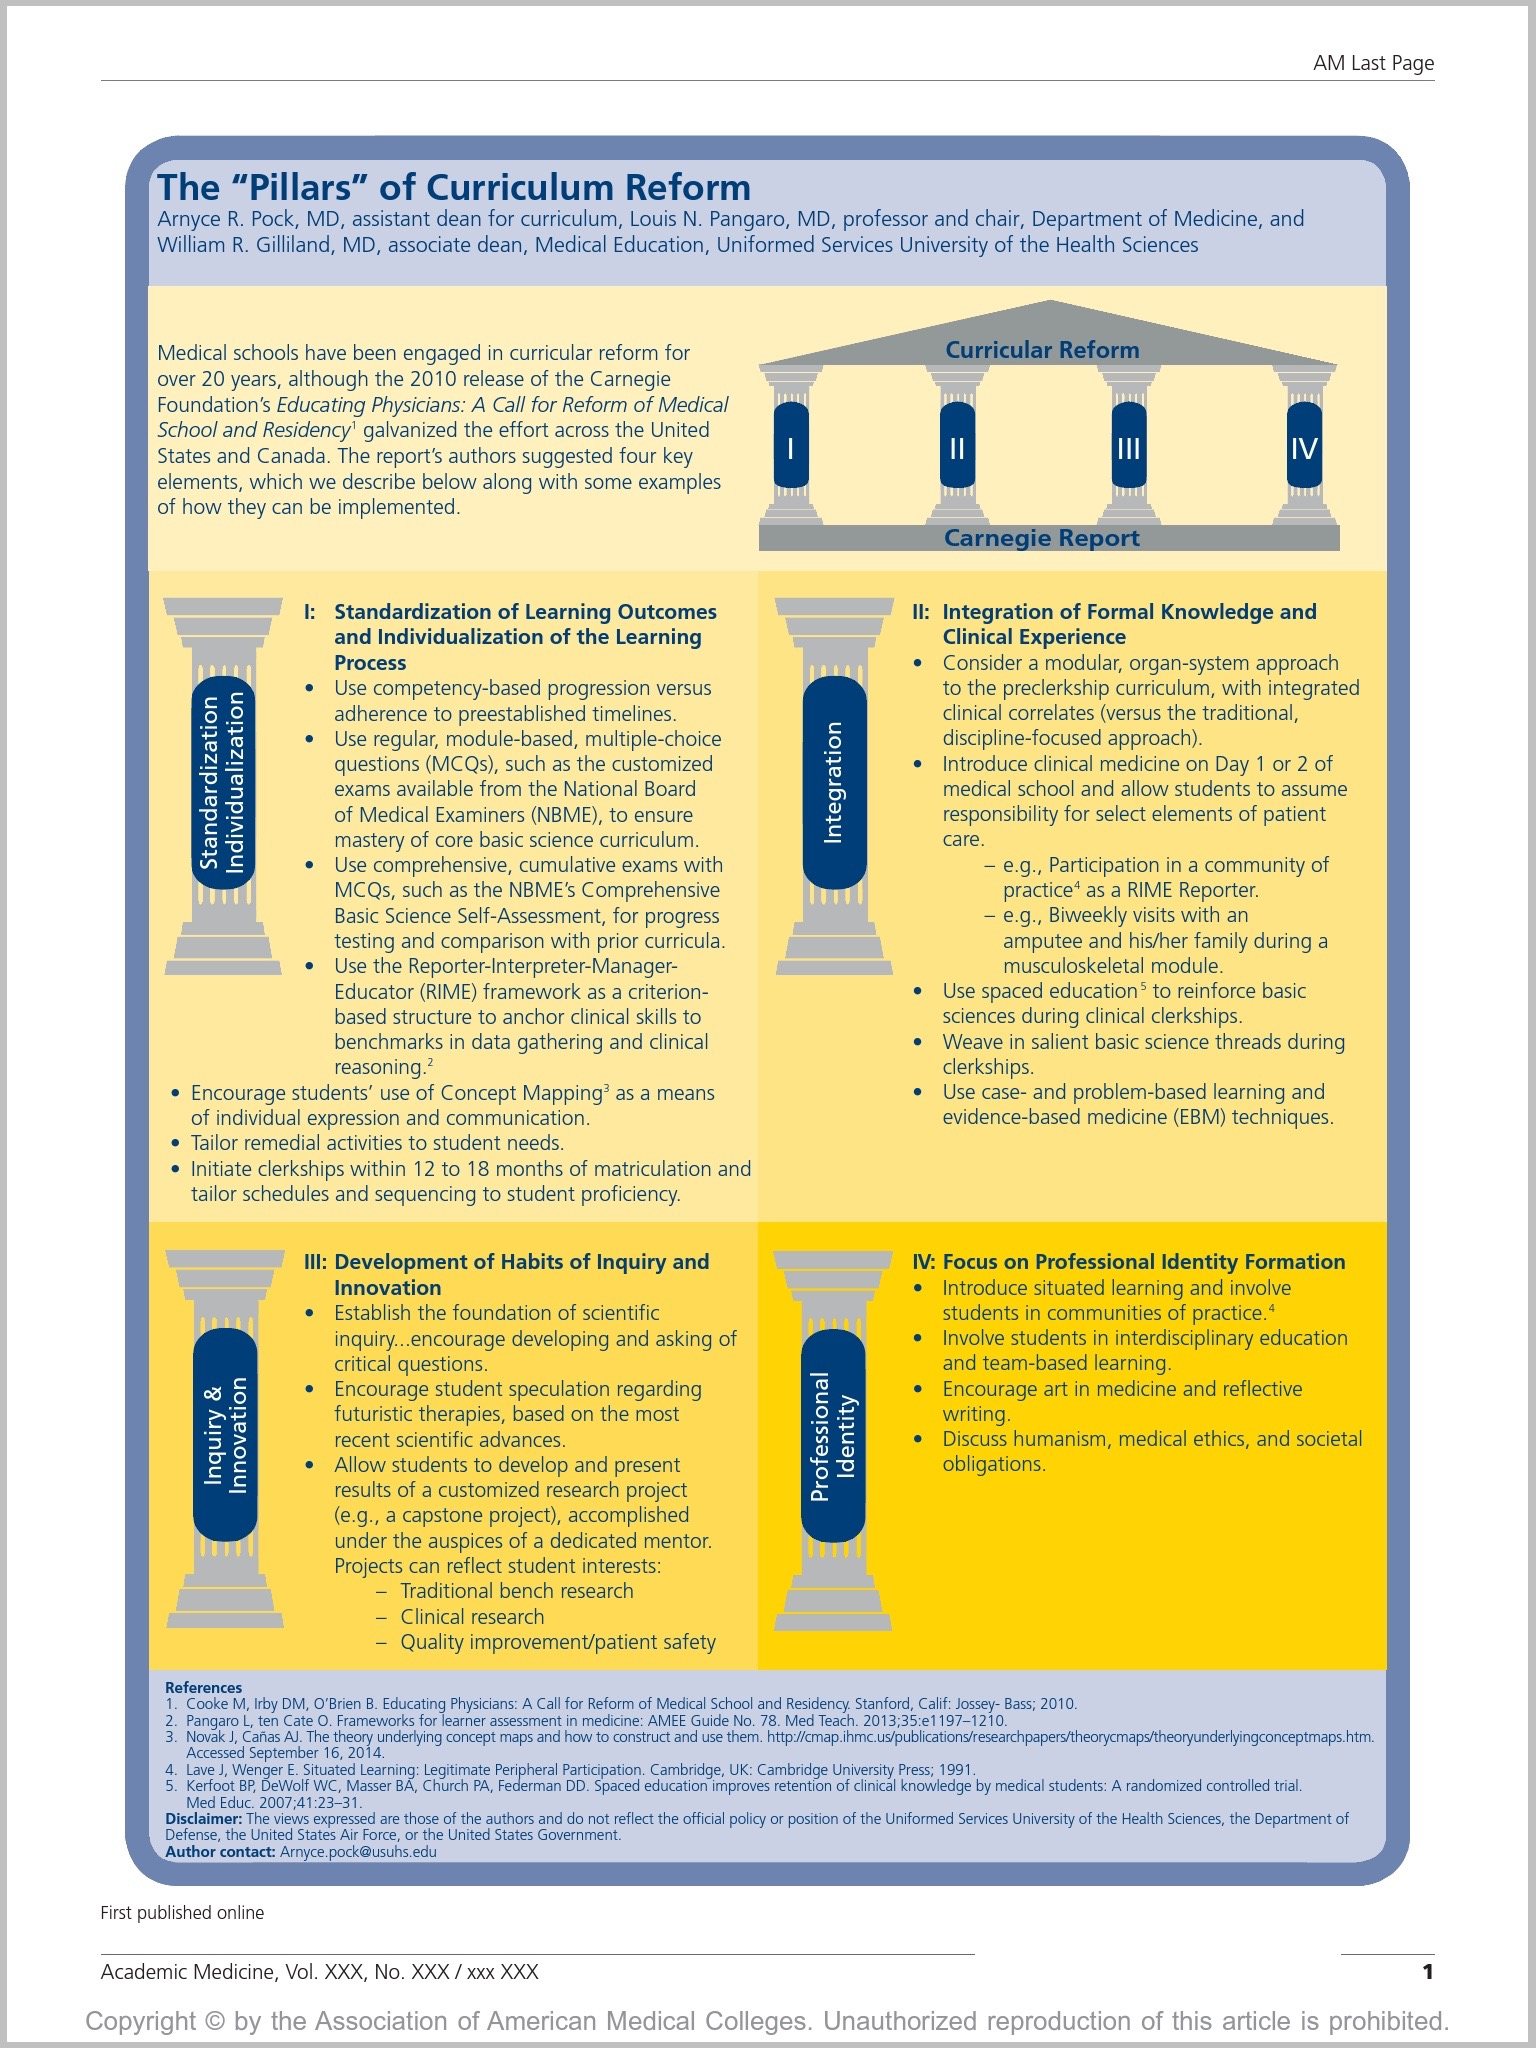 AM Last Page
The “Pillars” of Curriculum Reform
Arnyce R. Pock, MD, assistant dean for curriculum, Louis N. Pangaro, MD, professor and chair, Department of Medicine, and
William R. Gilliland, MD, associate dean, Medical Education, Uniformed Services University of the Health Sciences
Medical schools have been engaged in curricular reform for
over 20 years, although the 2010 release of the Carnegie
Foundation’s Educating Physicians: A Call for Reform of Medical
School and Residency1 galvanized the effort across the United
States and Canada. The report’s authors suggested four key
elements, which we describe below along with some examples
of how they can be implemented.
Curricular Reform
I
II
III
IV
Carnegie Report
Standardization
Individualization
I: Standardization of Learning Outcomes
and Individualization of the Learning
Process
• Use competency-based progression versus
adherence to preestablished timelines.
• Use regular, module-based, multiple-choice
questions (MCQs), such as the customized
exams available from the National Board
of Medical Examiners (NBME), to ensure
mastery of core basic science curriculum.
• Use comprehensive, cumulative exams with
MCQs, such as the NBME’s Comprehensive
Basic Science Self-Assessment, for progress
testing and comparison with prior curricula.
• Use the Reporter-Interpreter-Manager-
Educator (RIME) framework as a criterion-
based structure to anchor clinical skills to
benchmarks in data gathering and clinical
reasoning.2
• Encourage students’ use of Concept Mapping3 as a means
of individual expression and communication.
• Tailor remedial activities to student needs.
• Initiate clerkships within 12 to 18 months of matriculation and
tailor schedules and sequencing to student proficiency.
Integration
II: Integration of Formal Knowledge and
Clinical Experience
• Consider a modular, organ-system approach
to the preclerkship curriculum, with integrated
clinical correlates (versus the traditional,
discipline-focused approach).
• Introduce clinical medicine on Day 1 or 2 of
medical school and allow students to assume
responsibility for select elements of patient
care.
– e.g., Participation in a community of
practice4 as a RIME Reporter.
– e.g., Biweekly visits with an
amputee and his/her family during a
musculoskeletal module.
• Use spaced education5 to reinforce basic
sciences during clinical clerkships.
• Weave in salient basic science threads during
clerkships.
• Use case- and problem-based learning and
evidence-based medicine (EBM) techniques.
Inquiry &
Innovation
III: Development of Habits of Inquiry and
Innovation
• Establish the foundation of scientific
inquiry...encourage developing and asking of
critical questions.
• Encourage student speculation regarding
futuristic therapies, based on the most
recent scientific advances.
• Allow students to develop and present
results of a customized research project
(e.g., a capstone project), accomplished
under the auspices of a dedicated mentor.
Projects can reflect student interests:
– Traditional bench research
– Clinical research
– Quality improvement/patient safety
Professional
Identity
IV: Focus on Professional Identity Formation
• Introduce situated learning and involve
students in communities of practice.4
• Involve students in interdisciplinary education
and team-based learning.
• Encourage art in medicine and reflective
writing.
• Discuss humanism, medical ethics, and societal
obligations.
References
1. Cooke M, Irby DM, O’Brien B. Educating Physicians: A Call for Reform of Medical School and Residency. Stanford, Calif: Jossey- Bass; 2010.
2. Pangaro L, ten Cate O. Frameworks for learner assessment in medicine: AMEE Guide No. 78. Med Teach. 2013;35:e1197–1210.
3. Novak J, Cañas AJ. The theory underlying concept maps and how to construct and use them. http://cmap.ihmc.us/publications/researchpapers/theorycmaps/theoryunderlyingconceptmaps.htm.
Accessed September 16, 2014.
4. Lave J, Wenger E. Situated Learning: Legitimate Peripheral Participation. Cambridge, UK: Cambridge University Press; 1991.
5. Kerfoot BP, DeWolf WC, Masser BA, Church PA, Federman DD. Spaced education improves retention of clinical knowledge by medical students: A randomized controlled trial.
Med Educ. 2007;41:23–31.
Disclaimer: The views expressed are those of the authors and do not reflect the official policy or position of the Uniformed Services University of the Health Sciences, the Department of
Defense, the United States Air Force, or the United States Government.
Author contact: Arnyce.pock@usuhs.edu
First published online
Academic Medicine, Vol. XXX, No. XXX / xxx XXX
1
Copyright © by the Association of American Medical Colleges. Unauthorized reproduction of this article is prohibited.